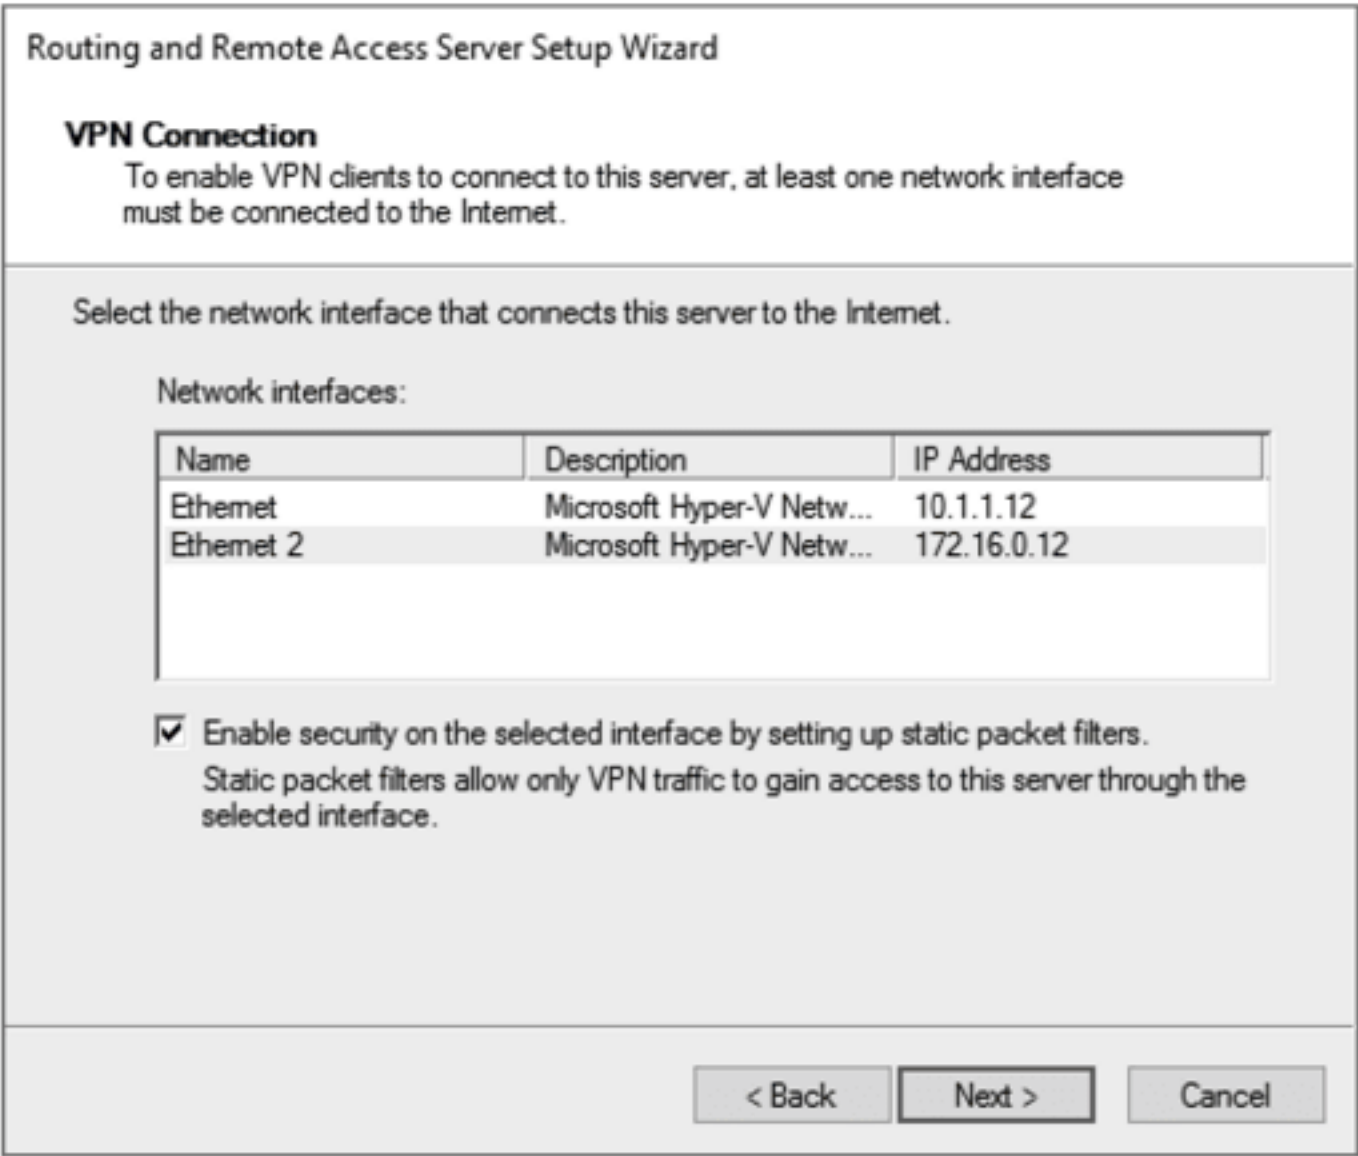 Routing and Remote Access Server Setup Wizard
VPN Connection
To enable VPN clients to connect to this server, at least one network interface
must be connected to the Internet.
Select the network interface that connects this server to the Internet.
Network interfaces:
Name Description IP Address
Ethernet Microsoft Hyper-V Netw... 10.1.1.12
Ethernet 2 Microsoft Hyper-V Netw... 172.16.0.12
Enable security on the selected interface by setting up static packet filters.
Static packet filters allow only VPN traffic to gain access to this server through the
selected interface.
< Back Next > Cancel